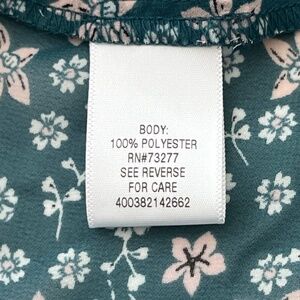 BODY:
100% POLYESTER
RN#73277
SEE REVERSE
FOR CARE
400382142662